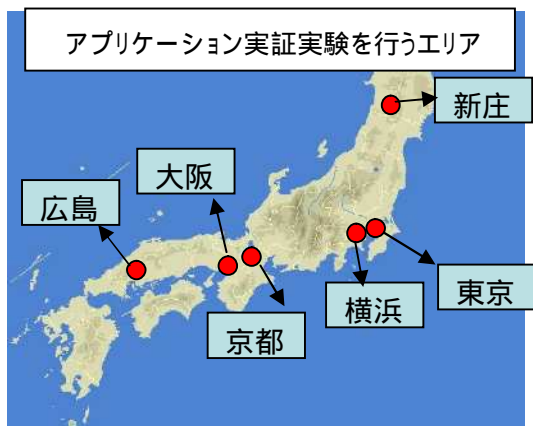 アプリケーション実証実験を行うエリア
新庄
大阪
広島
東京
横浜
京都